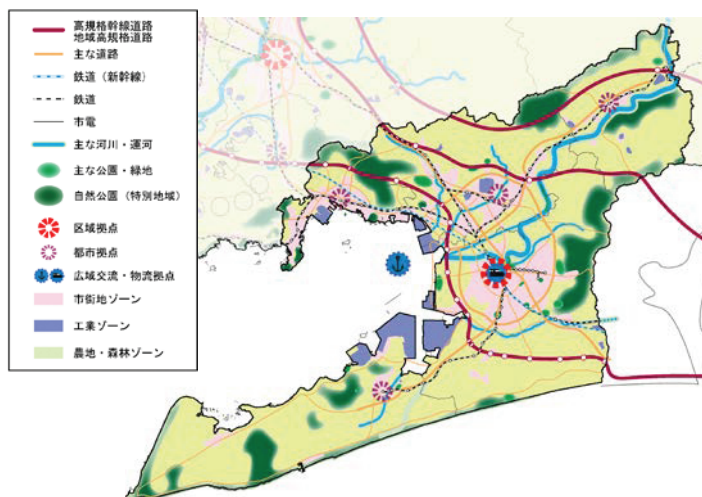 高規格幹線道路
地域高規格道路
主な道路
鉄道（新幹線）
鉄道
市電
主な河川・運河
主な公園・緑地
自然公園（特別地域）
区域拠点
都市拠点
広域交流・物流拠点
市街地ゾーン
工業ゾーン
農地・森林ゾーン